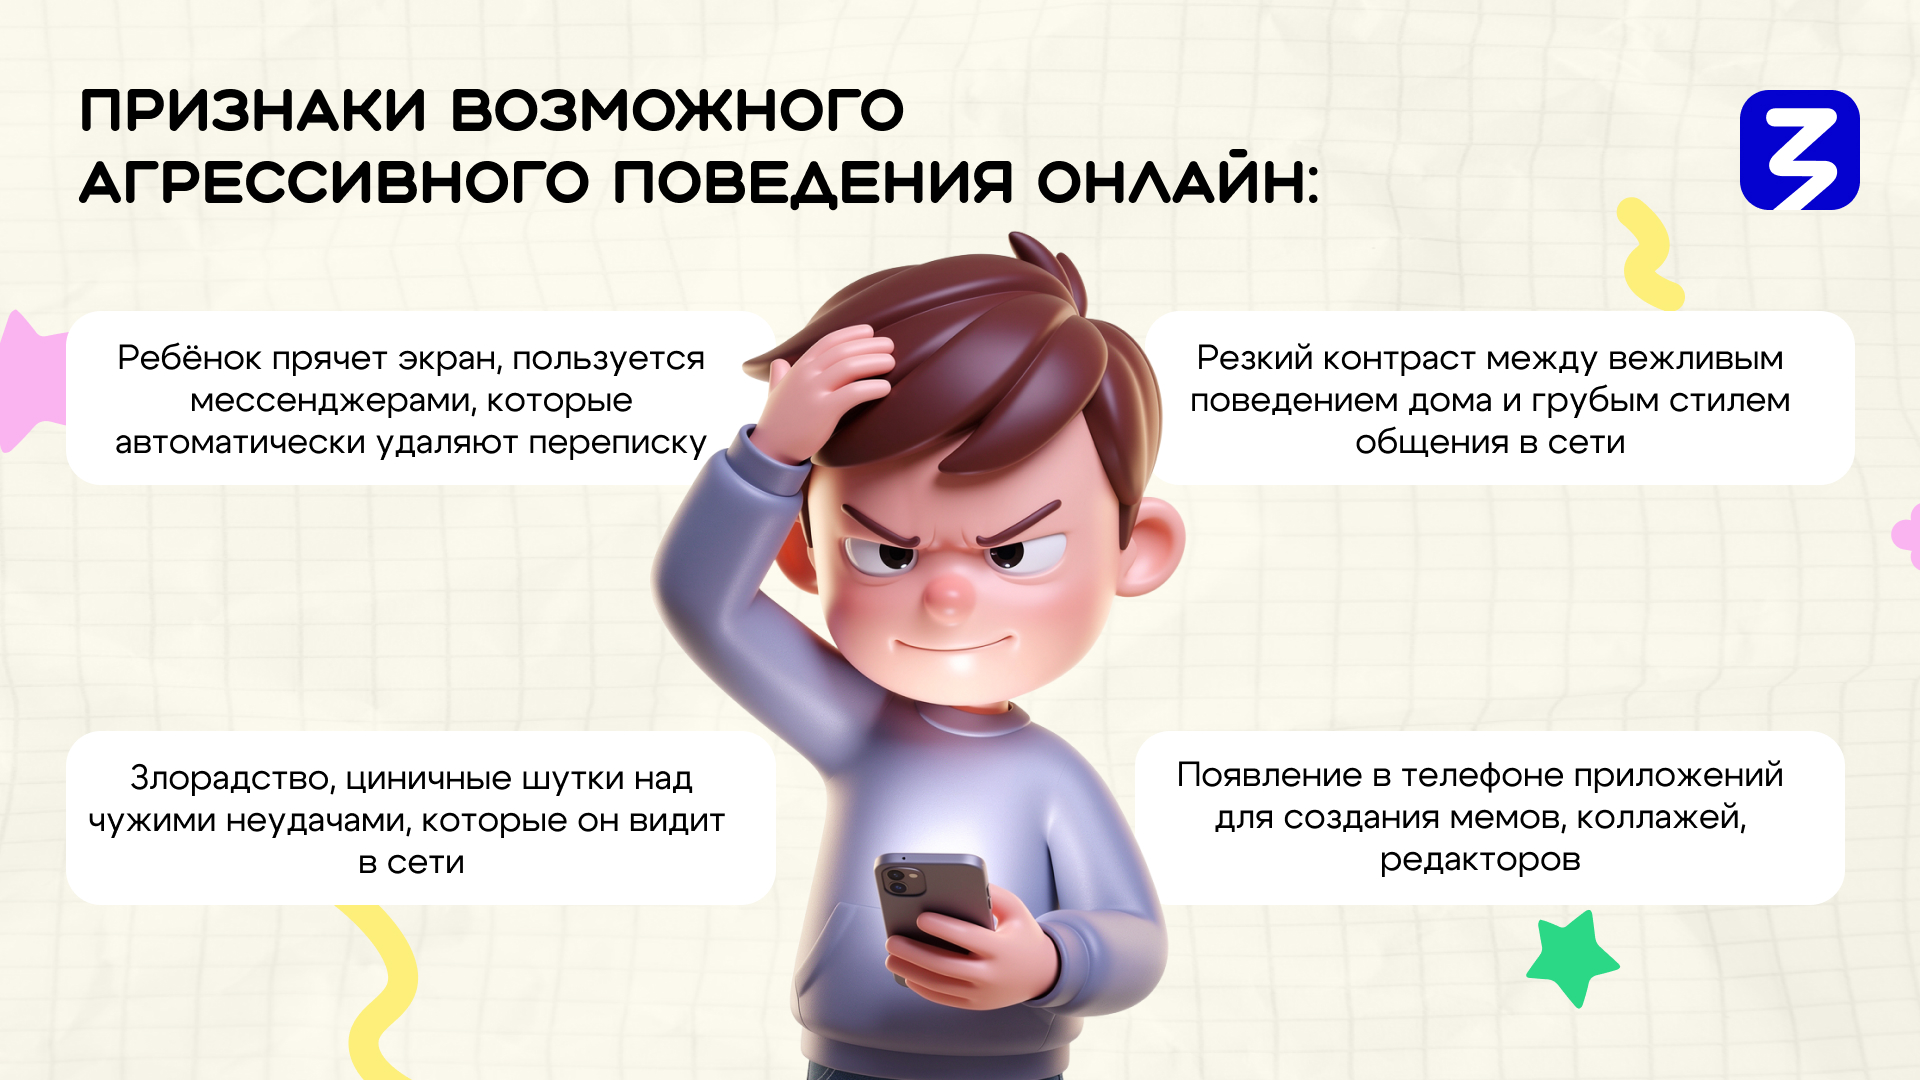 ПРИЗНАКИ ВОЗМОЖНОГО
АГРЕССИВНОГО ПОВЕДЕНИЯ ОНЛАЙН:
Ребёнок прячет экран, пользуется
мессенджерами, которые
автоматически удаляют переписку
Резкий контраст между вежливым
поведением дома и грубым стилем
общения в сети
Злорадство, циничные шутки над
чужими неудачами, которые он видит
в сети
Появление в телефоне приложений
для создания мемов, коллажей,
редакторов